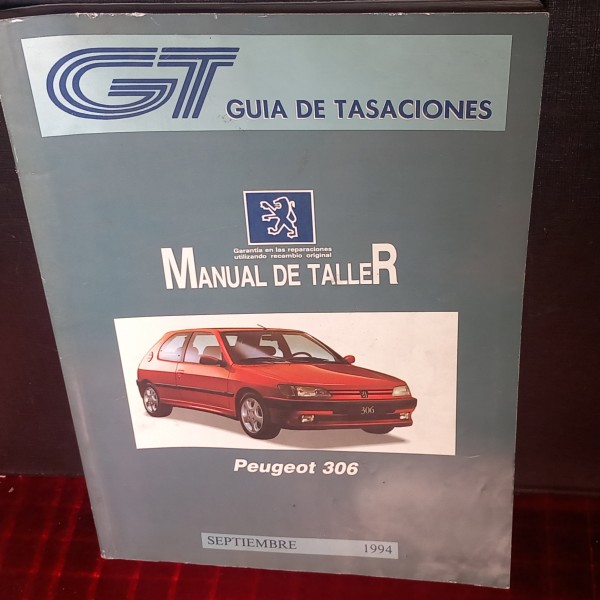 GT GUIA DE TASACIONES
Garantía en las reparaciones
utilizando recambio original
MANUAL DE TALLER
306
Peugeot 306
SEPTIEMBRE 1994